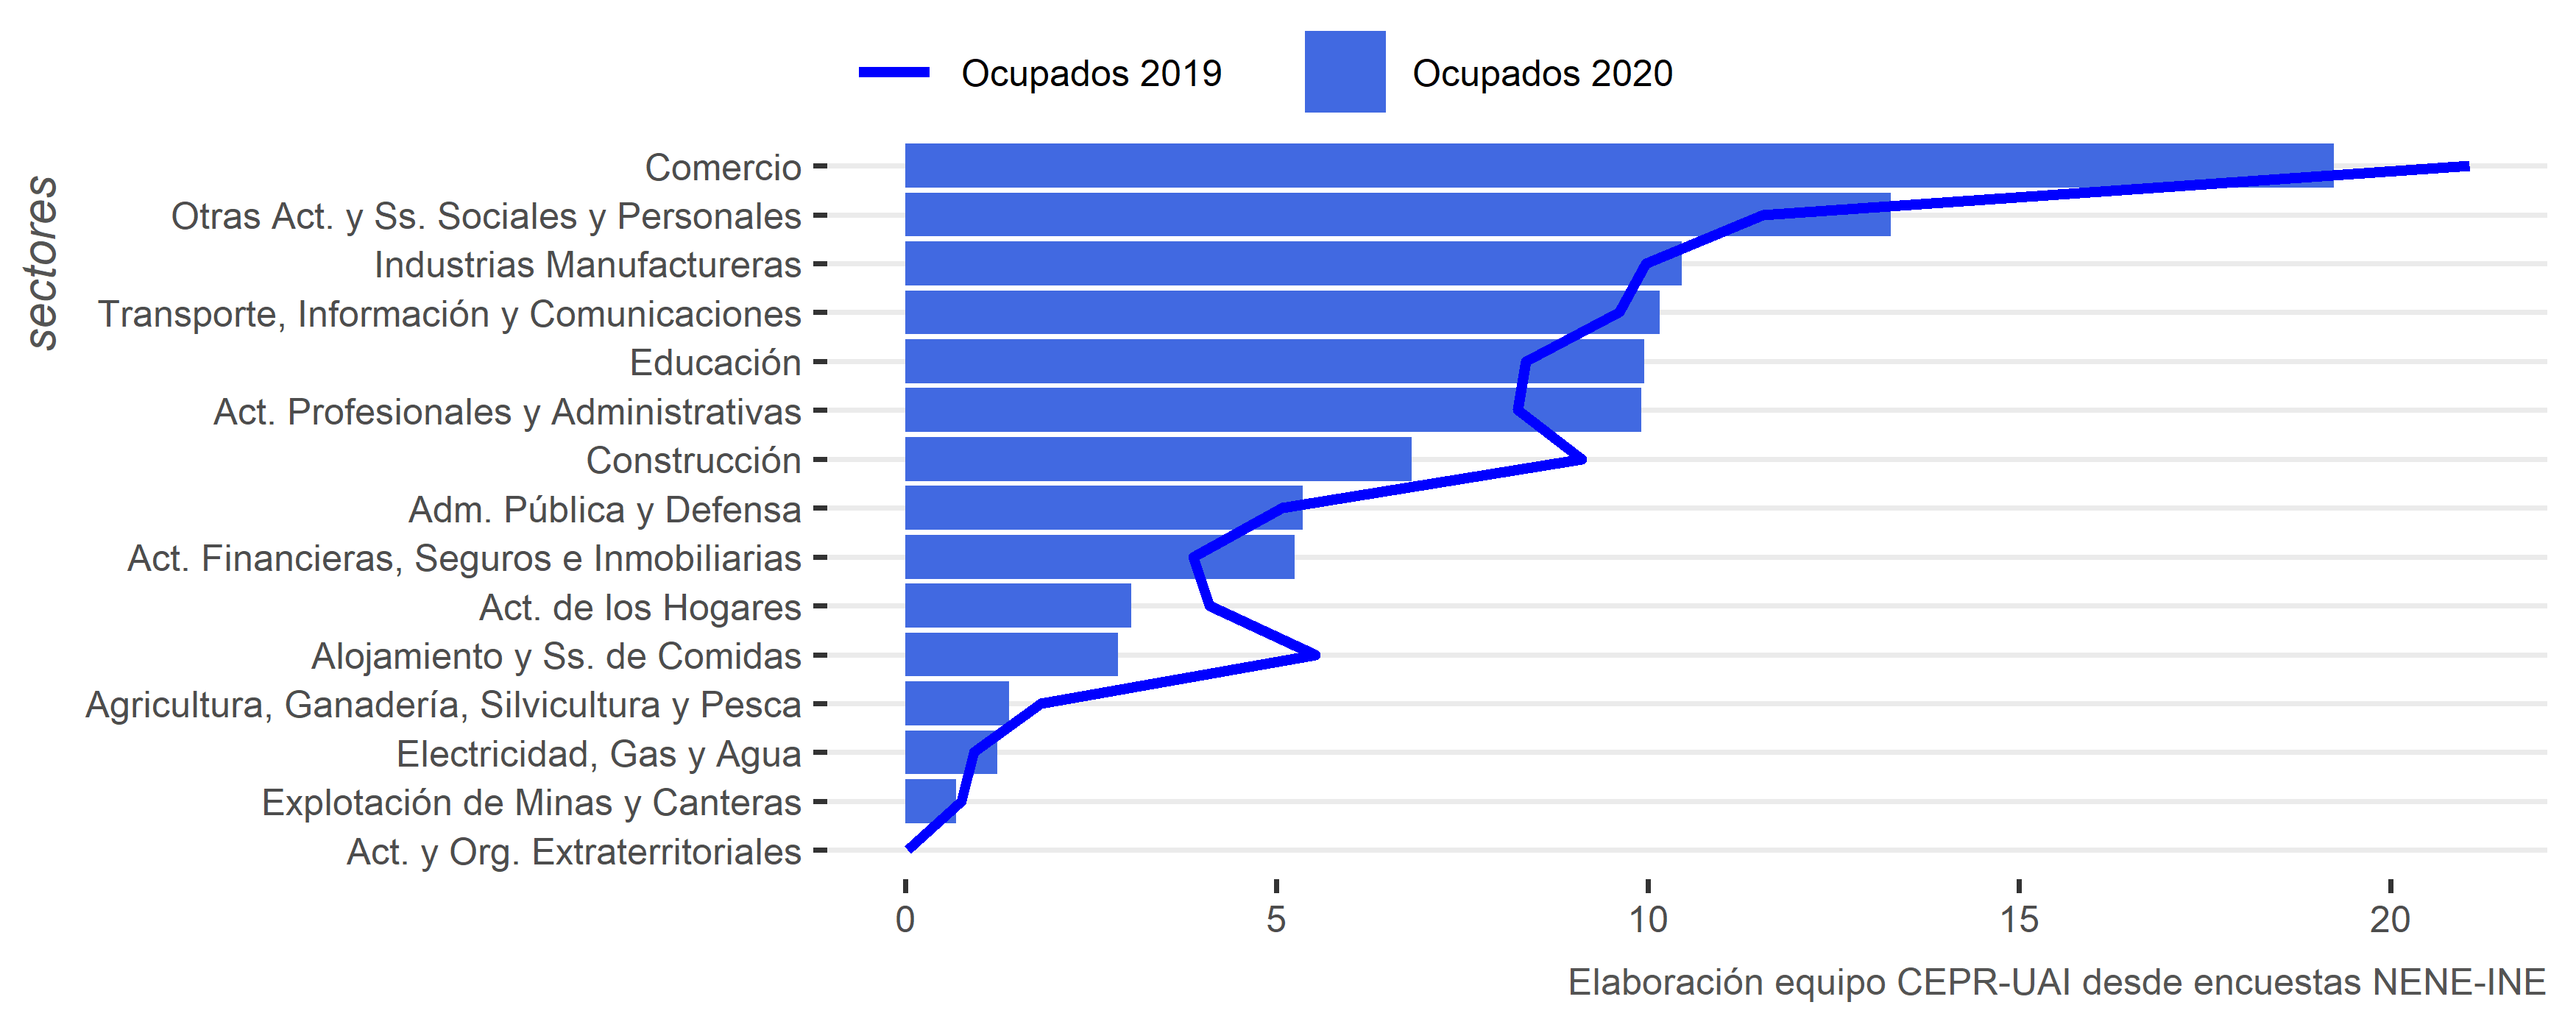 Ocupados 2019
Ocupados 2020
sectores
Comercio
Otras Act. y Ss. Sociales y Personales
Industrias Manufactureras
Transporte, Información y Comunicaciones
Educación
Act. Profesionales y Administrativas
Construcción
Adm. Pública y Defensa
Act. Financieras, Seguros e Inmobiliarias
Act. de los Hogares
Alojamiento y Ss. de Comidas
Agricultura, Ganadería, Silvicultura y Pesca
Electricidad, Gas y Agua
Explotación de Minas y Canteras
Act. y Org. Extraterritoriales
0 5 10 15 20
Elaboración equipo CEPR-UAI desde encuestas NENE-INE